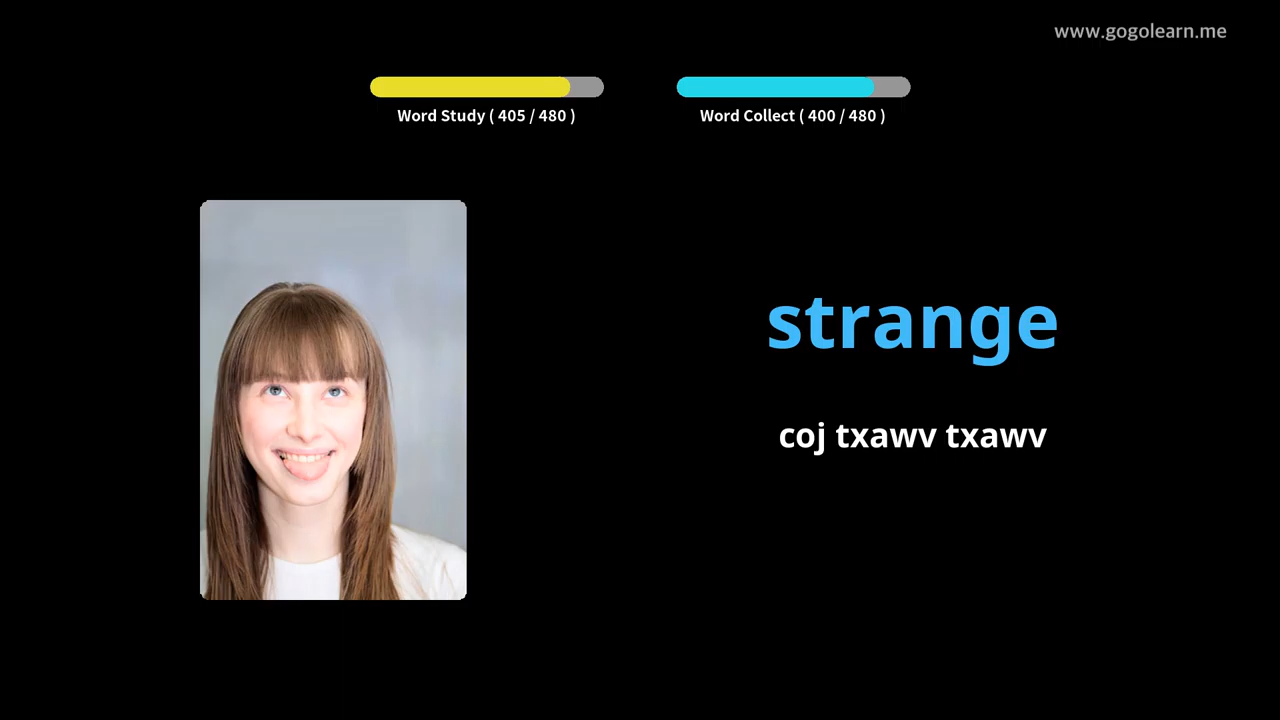 www.gogolearn.me
Word Study ( 405 / 480 )
Word Collect ( 400 / 480 )
strange
coj txawv txawv